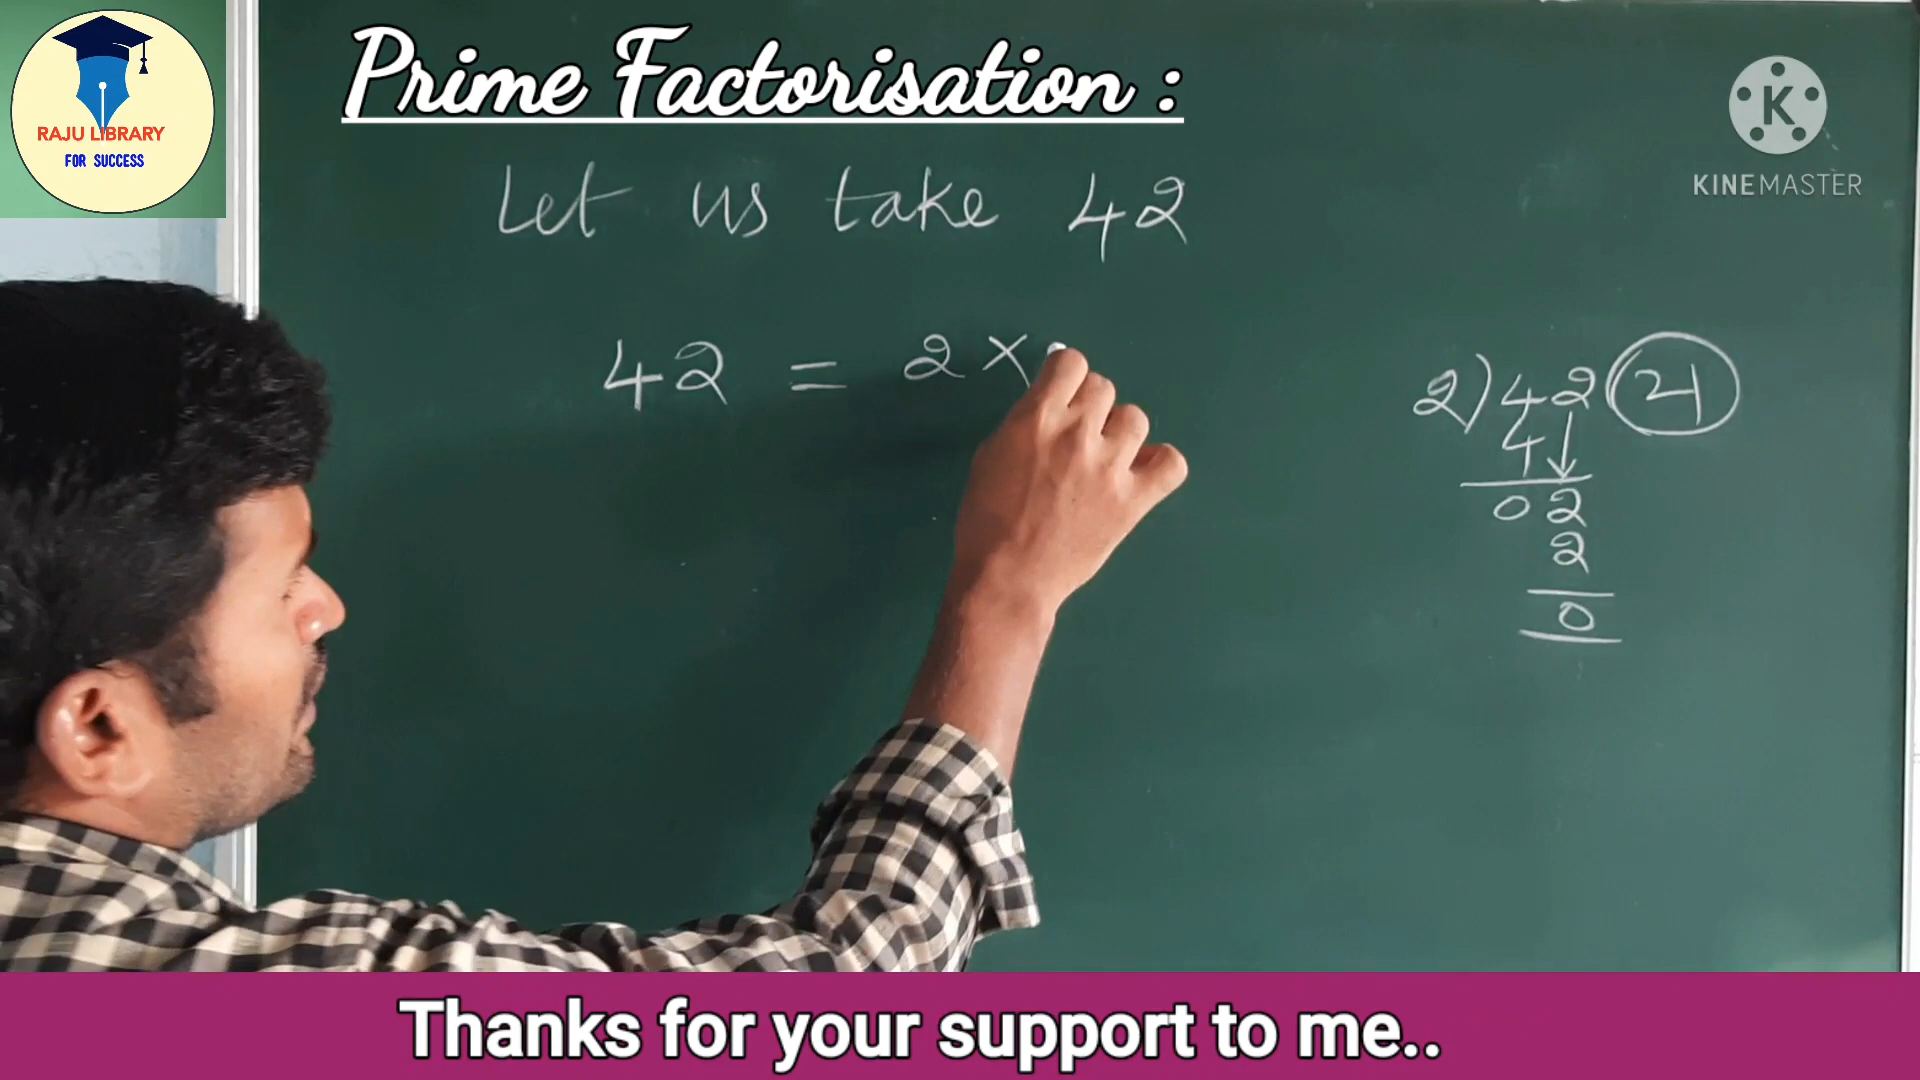 RAJU LIBRARY
FOR SUCCESS
Prime Factorisation :
KINEMASTER
Let us take 42
42 = 2 ×
2) 42 ( 21
4
02
2
0
Thanks for your support to me..